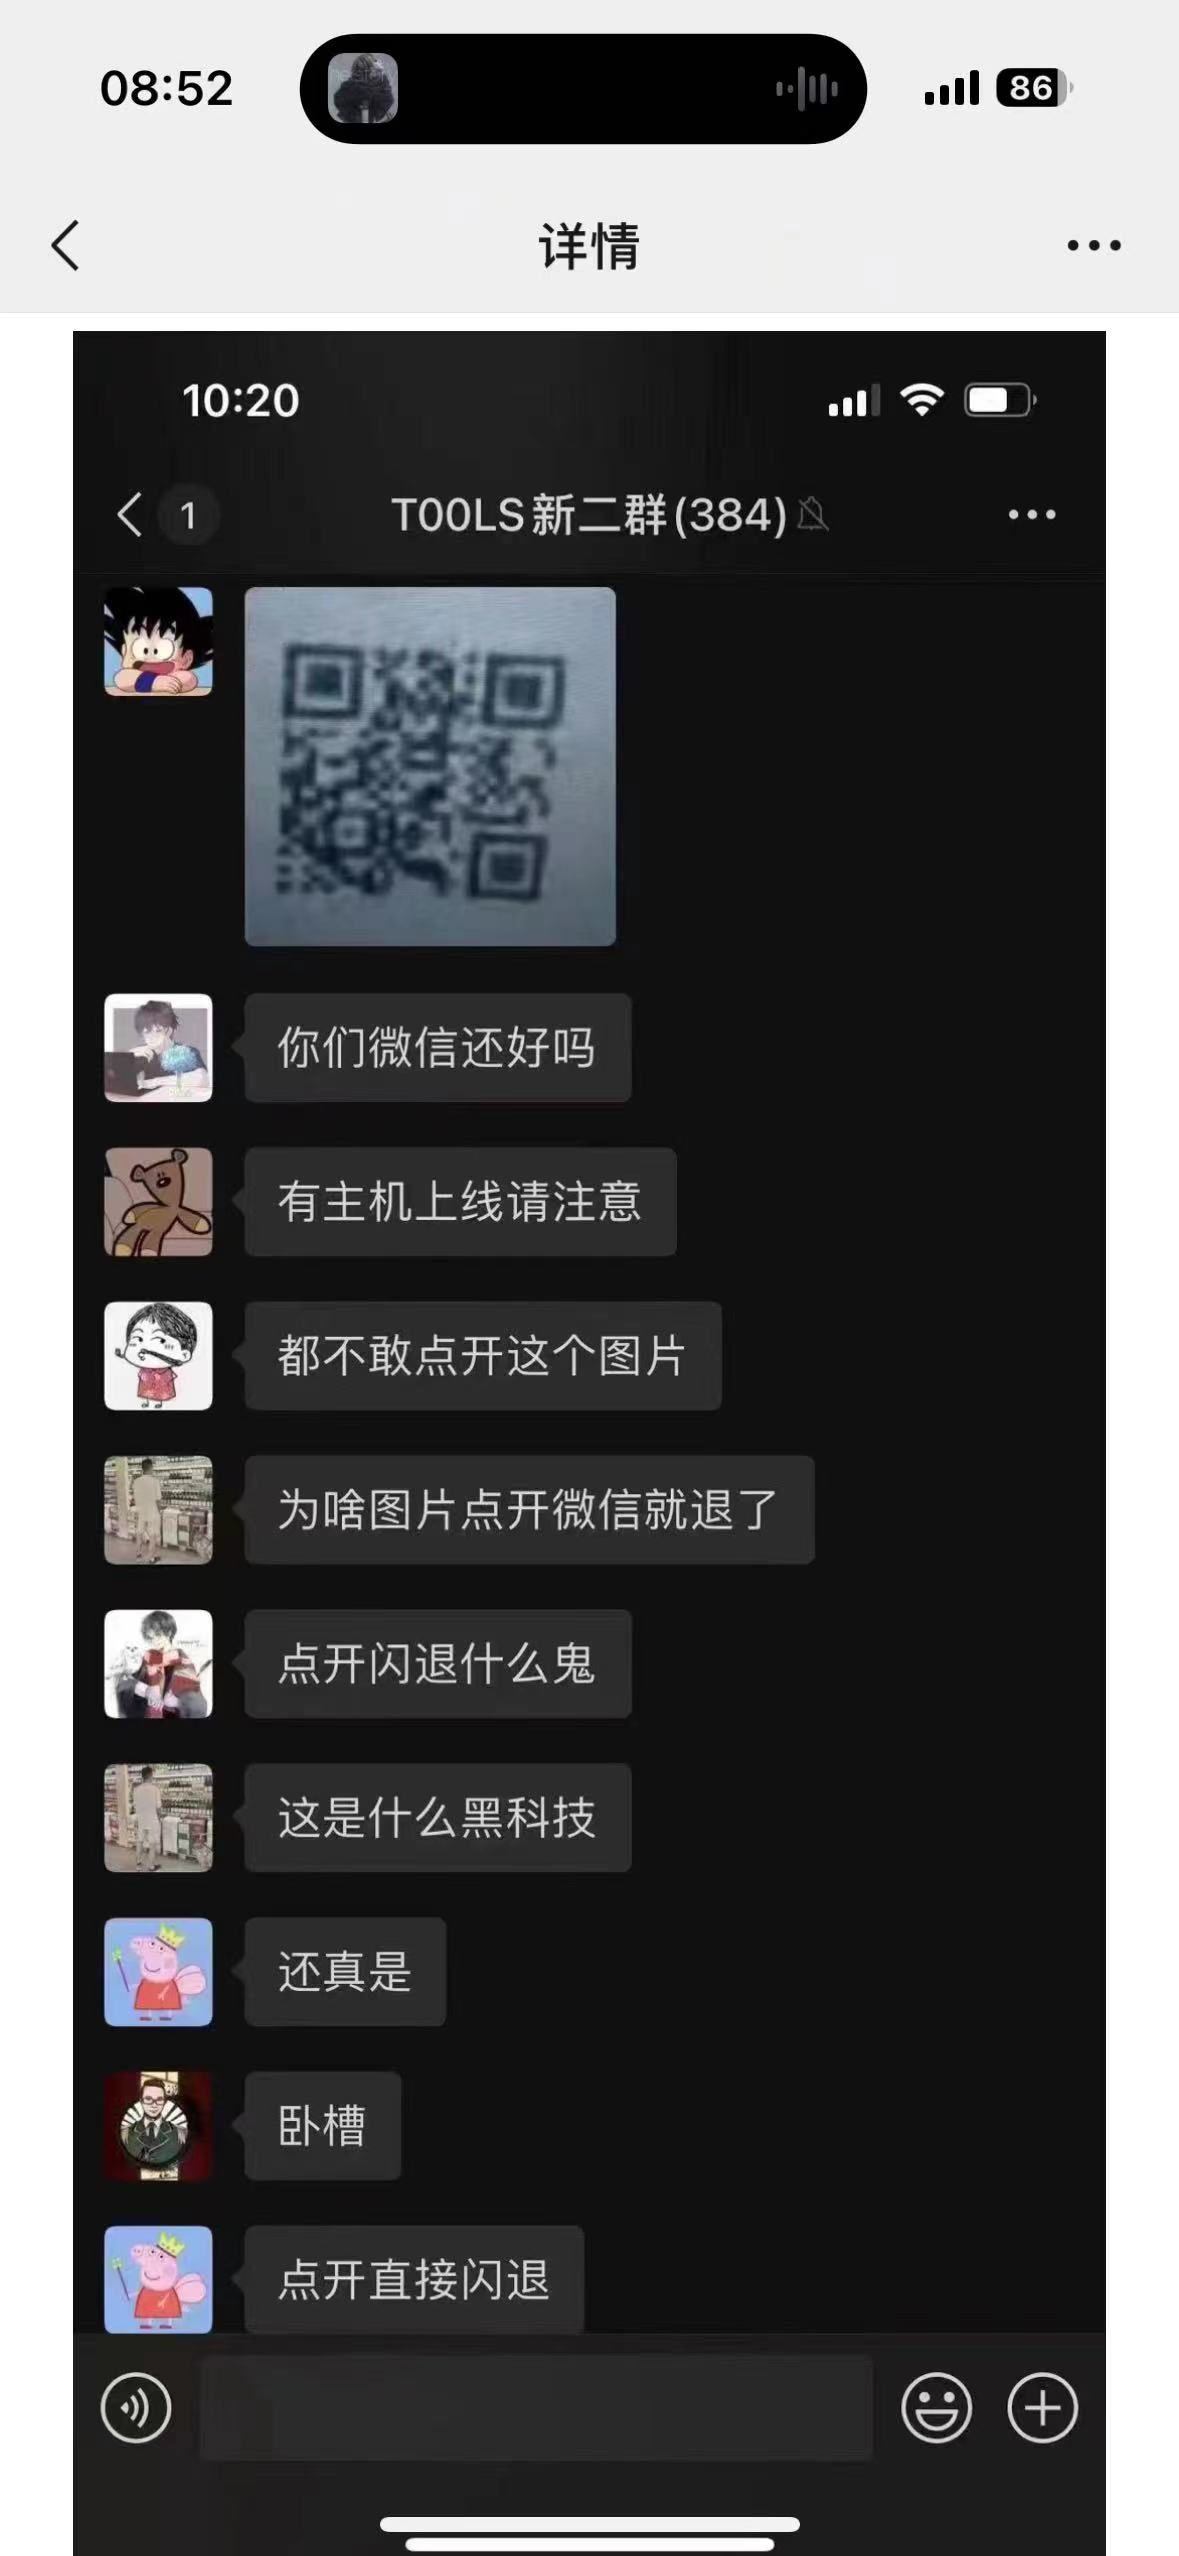 08:52
86
详情
10:20
1
T00LS新二群(384)
你们微信还好吗
有主机上线请注意
都不敢点开这个图片
为啥图片点开微信就退了
点开闪退什么鬼
这是什么黑科技
还真是
卧槽
点开直接闪退